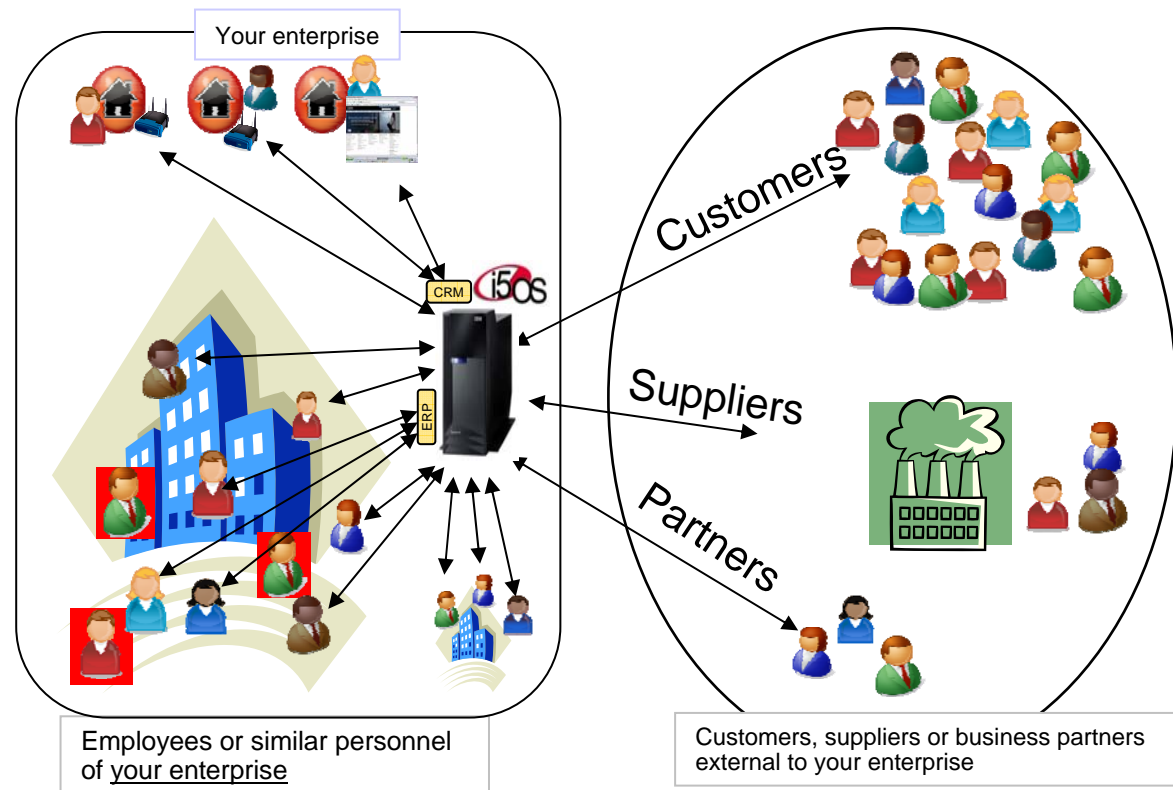 Your enterprise
CRM
i5OS
ERP
Customers
Suppliers
Partners
Employees or similar personnel
of your enterprise
Customers, suppliers or business partners
external to your enterprise